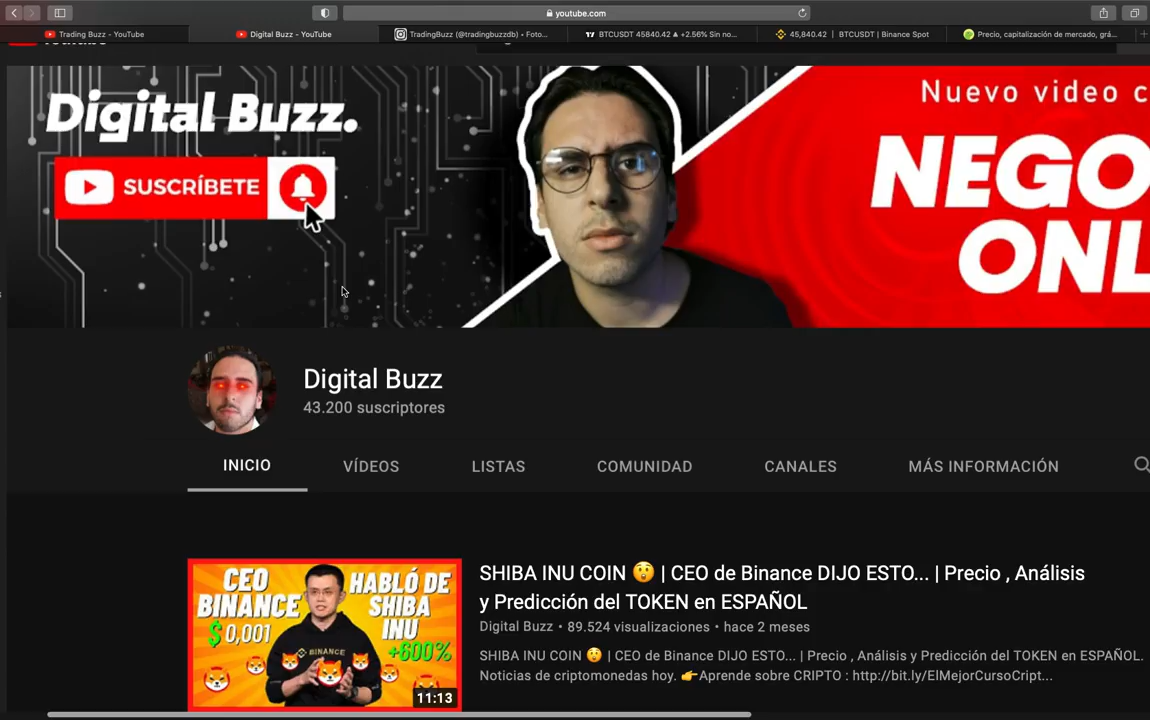 youtube.com
Trading Buzz - YouTube
Digital Buzz - YouTube
TradingBuzz (@tradingbuzzdb) • Foto...
BTCUSDT 45840.42 ▲ +2.56% Sin no...
45,840.42 | BTCUSDT | Binance Spot
Precio, capitalización de mercado, grá...
Digital Buzz.
SUSCRÍBETE
Nuevo video c
NEGO
ONL
Digital Buzz
43.200 suscriptores
INICIO
VÍDEOS
LISTAS
COMUNIDAD
CANALES
MÁS INFORMACIÓN
CEO
BINANCE
$ 0,001
HABLÓ DE
SHIBA
INU
+600%
BINANCE
11:13
SHIBA INU COIN 😲 | CEO de Binance DIJO ESTO... | Precio , Análisis
y Predicción del TOKEN en ESPAÑOL
Digital Buzz • 89.524 visualizaciones • hace 2 meses
SHIBA INU COIN 😲 | CEO de Binance DIJO ESTO... | Precio , Análisis y Predicción del TOKEN en ESPAÑOL.
Noticias de criptomonedas hoy. 👉Aprende sobre CRIPTO : http://bit.ly/ElMejorCursoCript...